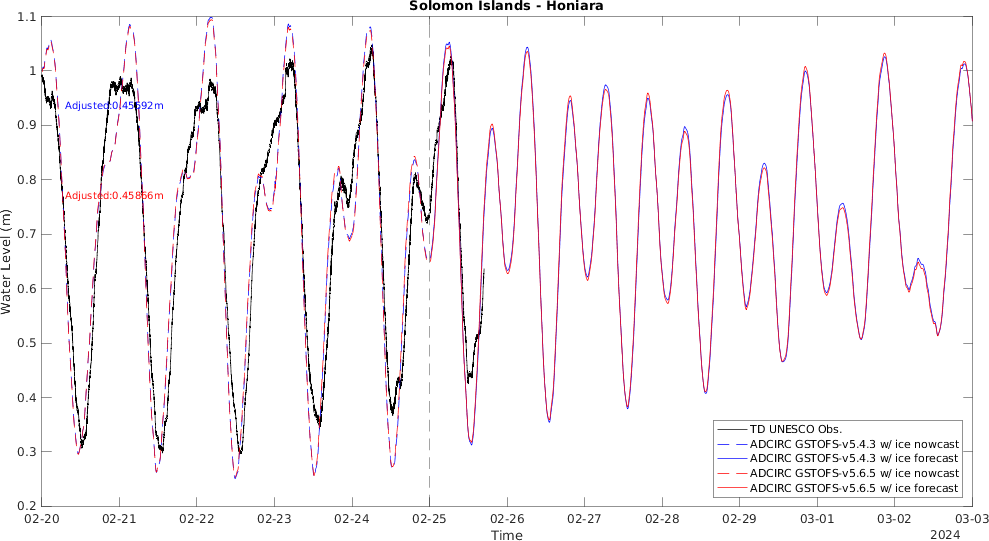 Solomon Islands - Honiara
1.1
1
0.9
0.8
0.7
0.6
0.5
0.4
0.3
0.2
Water Level (m)
Adjusted:0.45692m
Adjusted:0.45866m
TD UNESCO Obs.
ADCIRC GSTOFS-v5.4.3 w/ ice nowcast
ADCIRC GSTOFS-v5.4.3 w/ ice forecast
ADCIRC GSTOFS-v5.6.5 w/ ice nowcast
ADCIRC GSTOFS-v5.6.5 w/ ice forecast
02-20 02-21 02-22 02-23 02-24 02-25 02-26 02-27 02-28 02-29 03-01 03-02 03-03
Time
2024